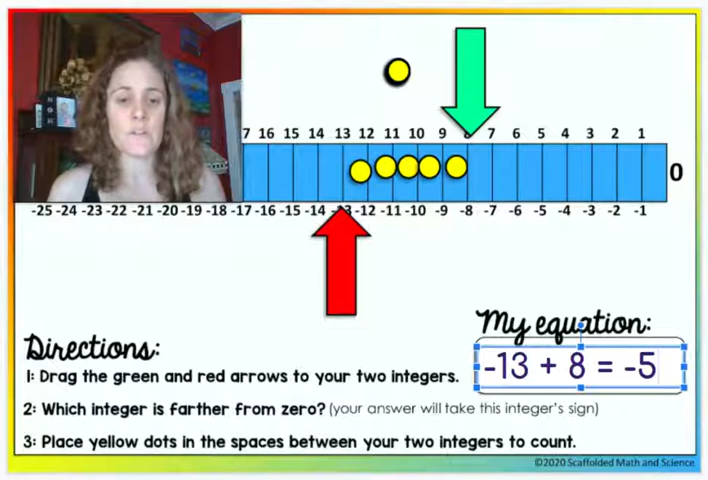 7 16 15 14 13 12 11 10 9 8 7 6 5 4 3 2 1
0
-25 -24 -23 -22 -21 -20 -19 -18 -17 -16 -15 -14 -13 -12 -11 -10 -9 -8 -7 -6 -5 -4 -3 -2 -1
My equation:
-13 + 8 = -5
Directions:
1: Drag the green and red arrows to your two integers.
2: Which integer is farther from zero? (your answer will take this integer's sign)
3: Place yellow dots in the spaces between your two integers to count.
©2020 Scaffolded Math and Science